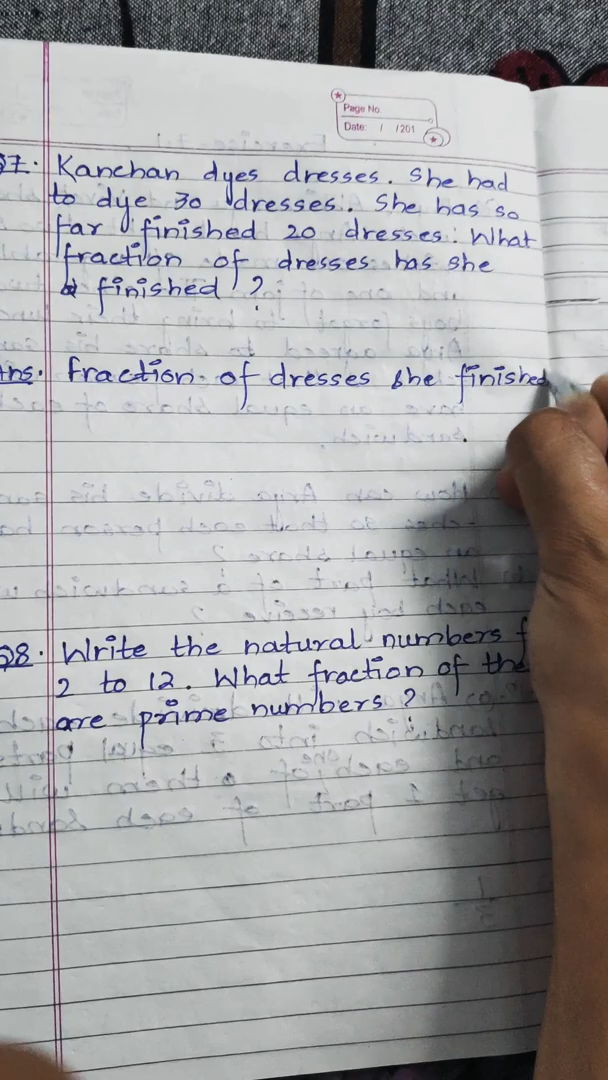 Page No.
Date: / /201
Q7. Kanchan dyes dresses. She had
to dye 30 dresses. She has so
far finished 20 dresses. What
fraction of dresses has she
finished ?
Ans. fraction of dresses she finished
Q8. Write the natural numbers
2 to 12. What fraction of the
are prime numbers ?